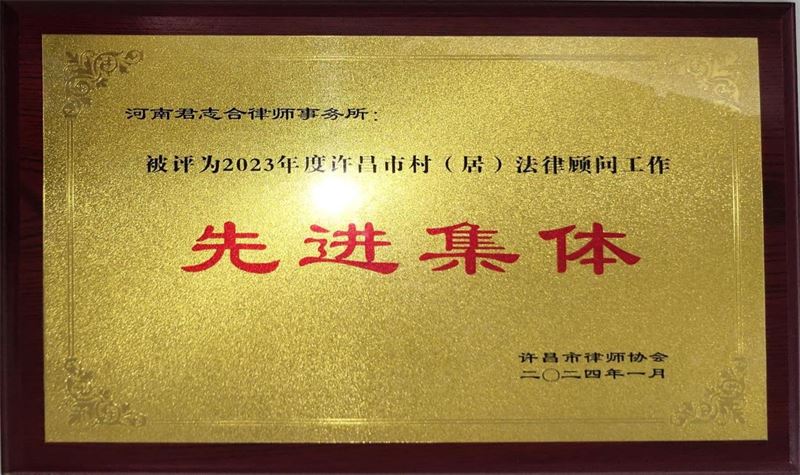 河南君志合律师事务所：
被评为2023年度许昌市村（居）法律顾问工作
先进集体
许昌市律师协会
二〇二四年一月